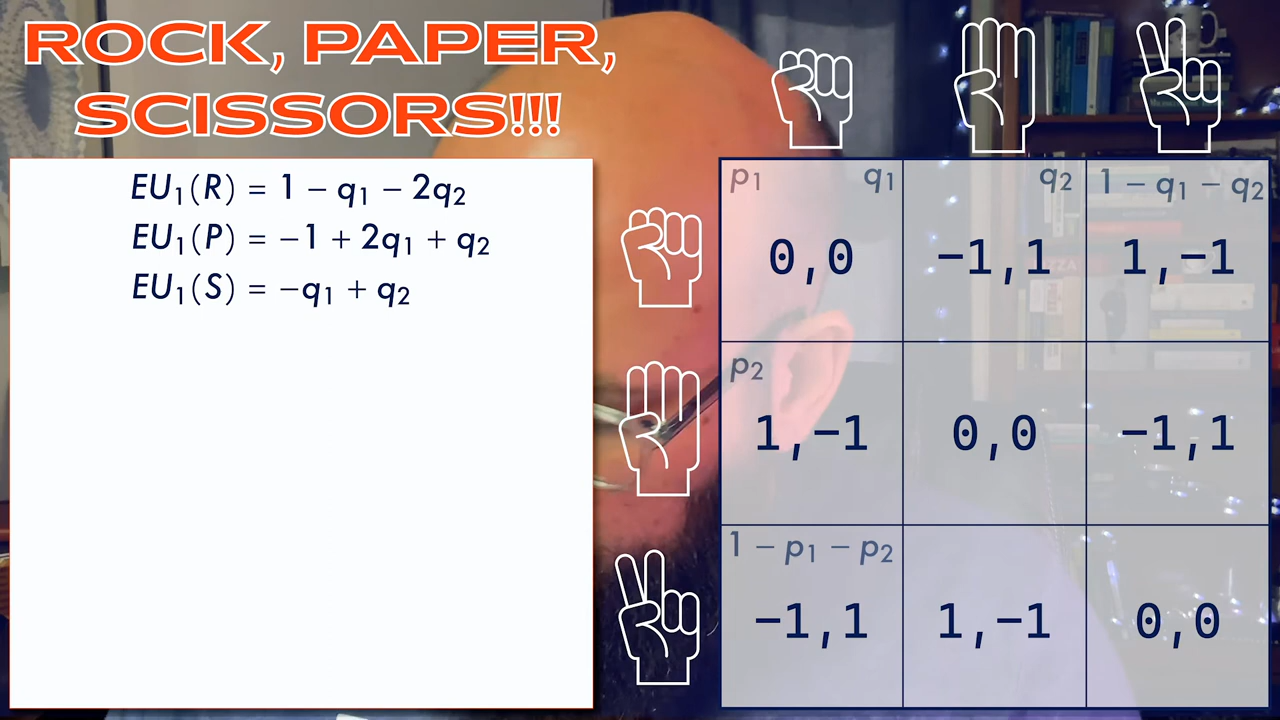 ROCK, PAPER,
SCISSORS!!!
EU₁(R) = 1 − q₁ − 2q₂
EU₁(P) = −1 + 2q₁ + q₂
EU₁(S) = −q₁ + q₂
p₁ q₁ q₂ 1 − q₁ − q₂
0,0 −1,1 1,−1
p₂
1,−1 0,0 −1,1
1 − p₁ − p₂
−1,1 1,−1 0,0